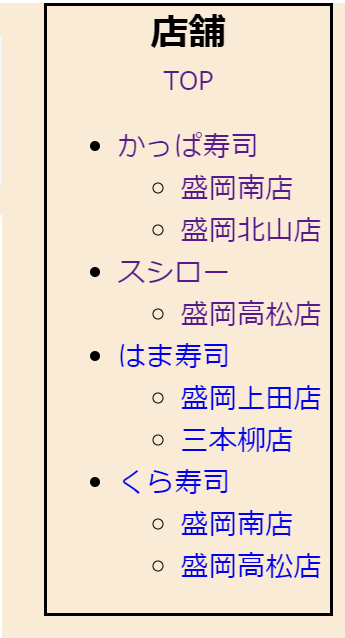 店舗
TOP
かっぱ寿司
盛岡南店
盛岡北山店
スシロー
盛岡高松店
はま寿司
盛岡上田店
三本柳店
くら寿司
盛岡南店
盛岡高松店